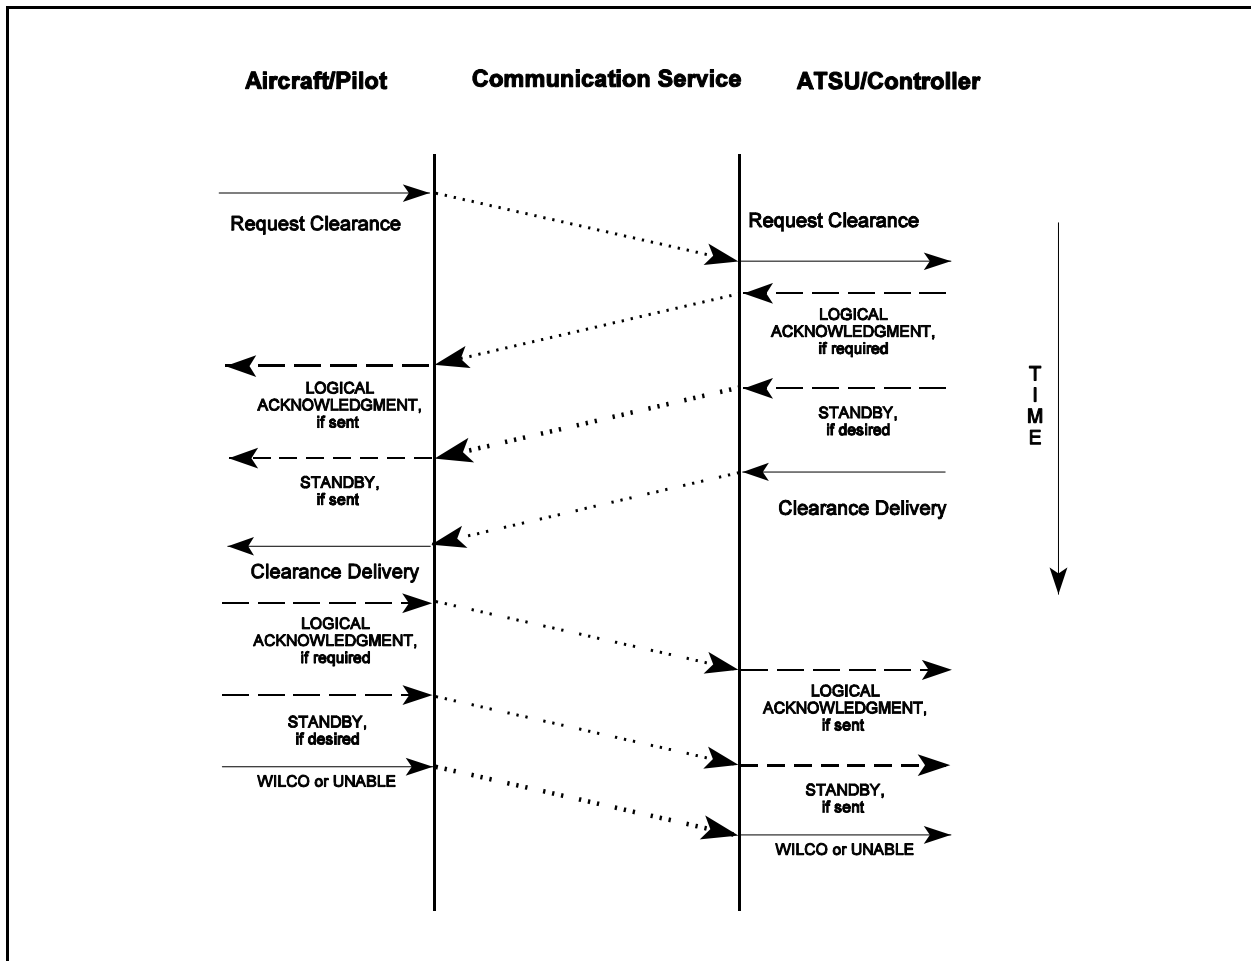 Aircraft/Pilot
Communication Service
ATSU/Controller
Request Clearance
Request Clearance
LOGICAL
ACKNOWLEDGMENT,
if required
LOGICAL
ACKNOWLEDGMENT,
if sent
STANDBY,
if desired
STANDBY,
if sent
Clearance Delivery
Clearance Delivery
LOGICAL
ACKNOWLEDGMENT,
if required
LOGICAL
ACKNOWLEDGMENT,
if sent
STANDBY,
if desired
STANDBY,
if sent
WILCO or UNABLE
WILCO or UNABLE
T
I
M
E